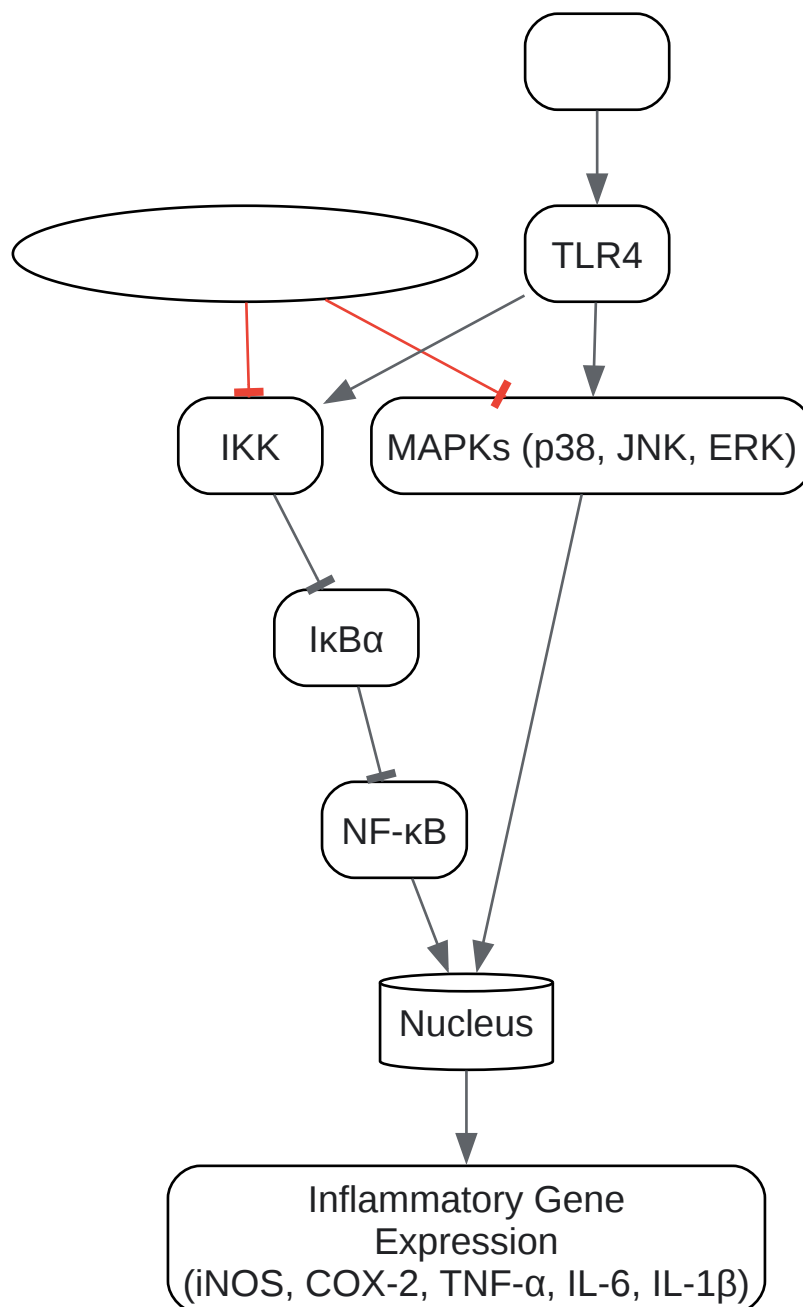 TLR4
IKK
MAPKs (p38, JNK, ERK)
IκBα
NF-κB
Nucleus
Inflammatory Gene
Expression
(iNOS, COX-2, TNF-α, IL-6, IL-1β)